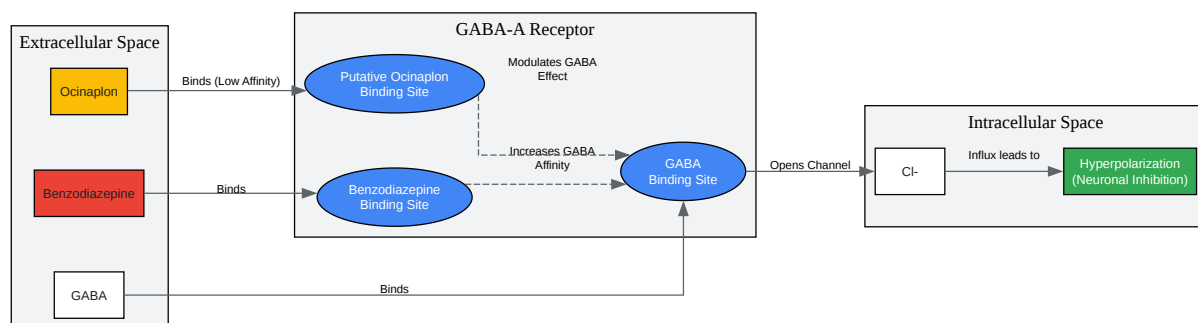 Extracellular Space
Ocinaplon
Benzodiazepine
GABA
Binds (Low Affinity)
Binds
Binds
GABA-A Receptor
Putative Ocinaplon
Binding Site
Modulates GABA
Effect
Increases GABA
Affinity
Benzodiazepine
Binding Site
GABA
Binding Site
Opens Channel
Intracellular Space
Cl-
Influx leads to
Hyperpolarization
(Neuronal Inhibition)